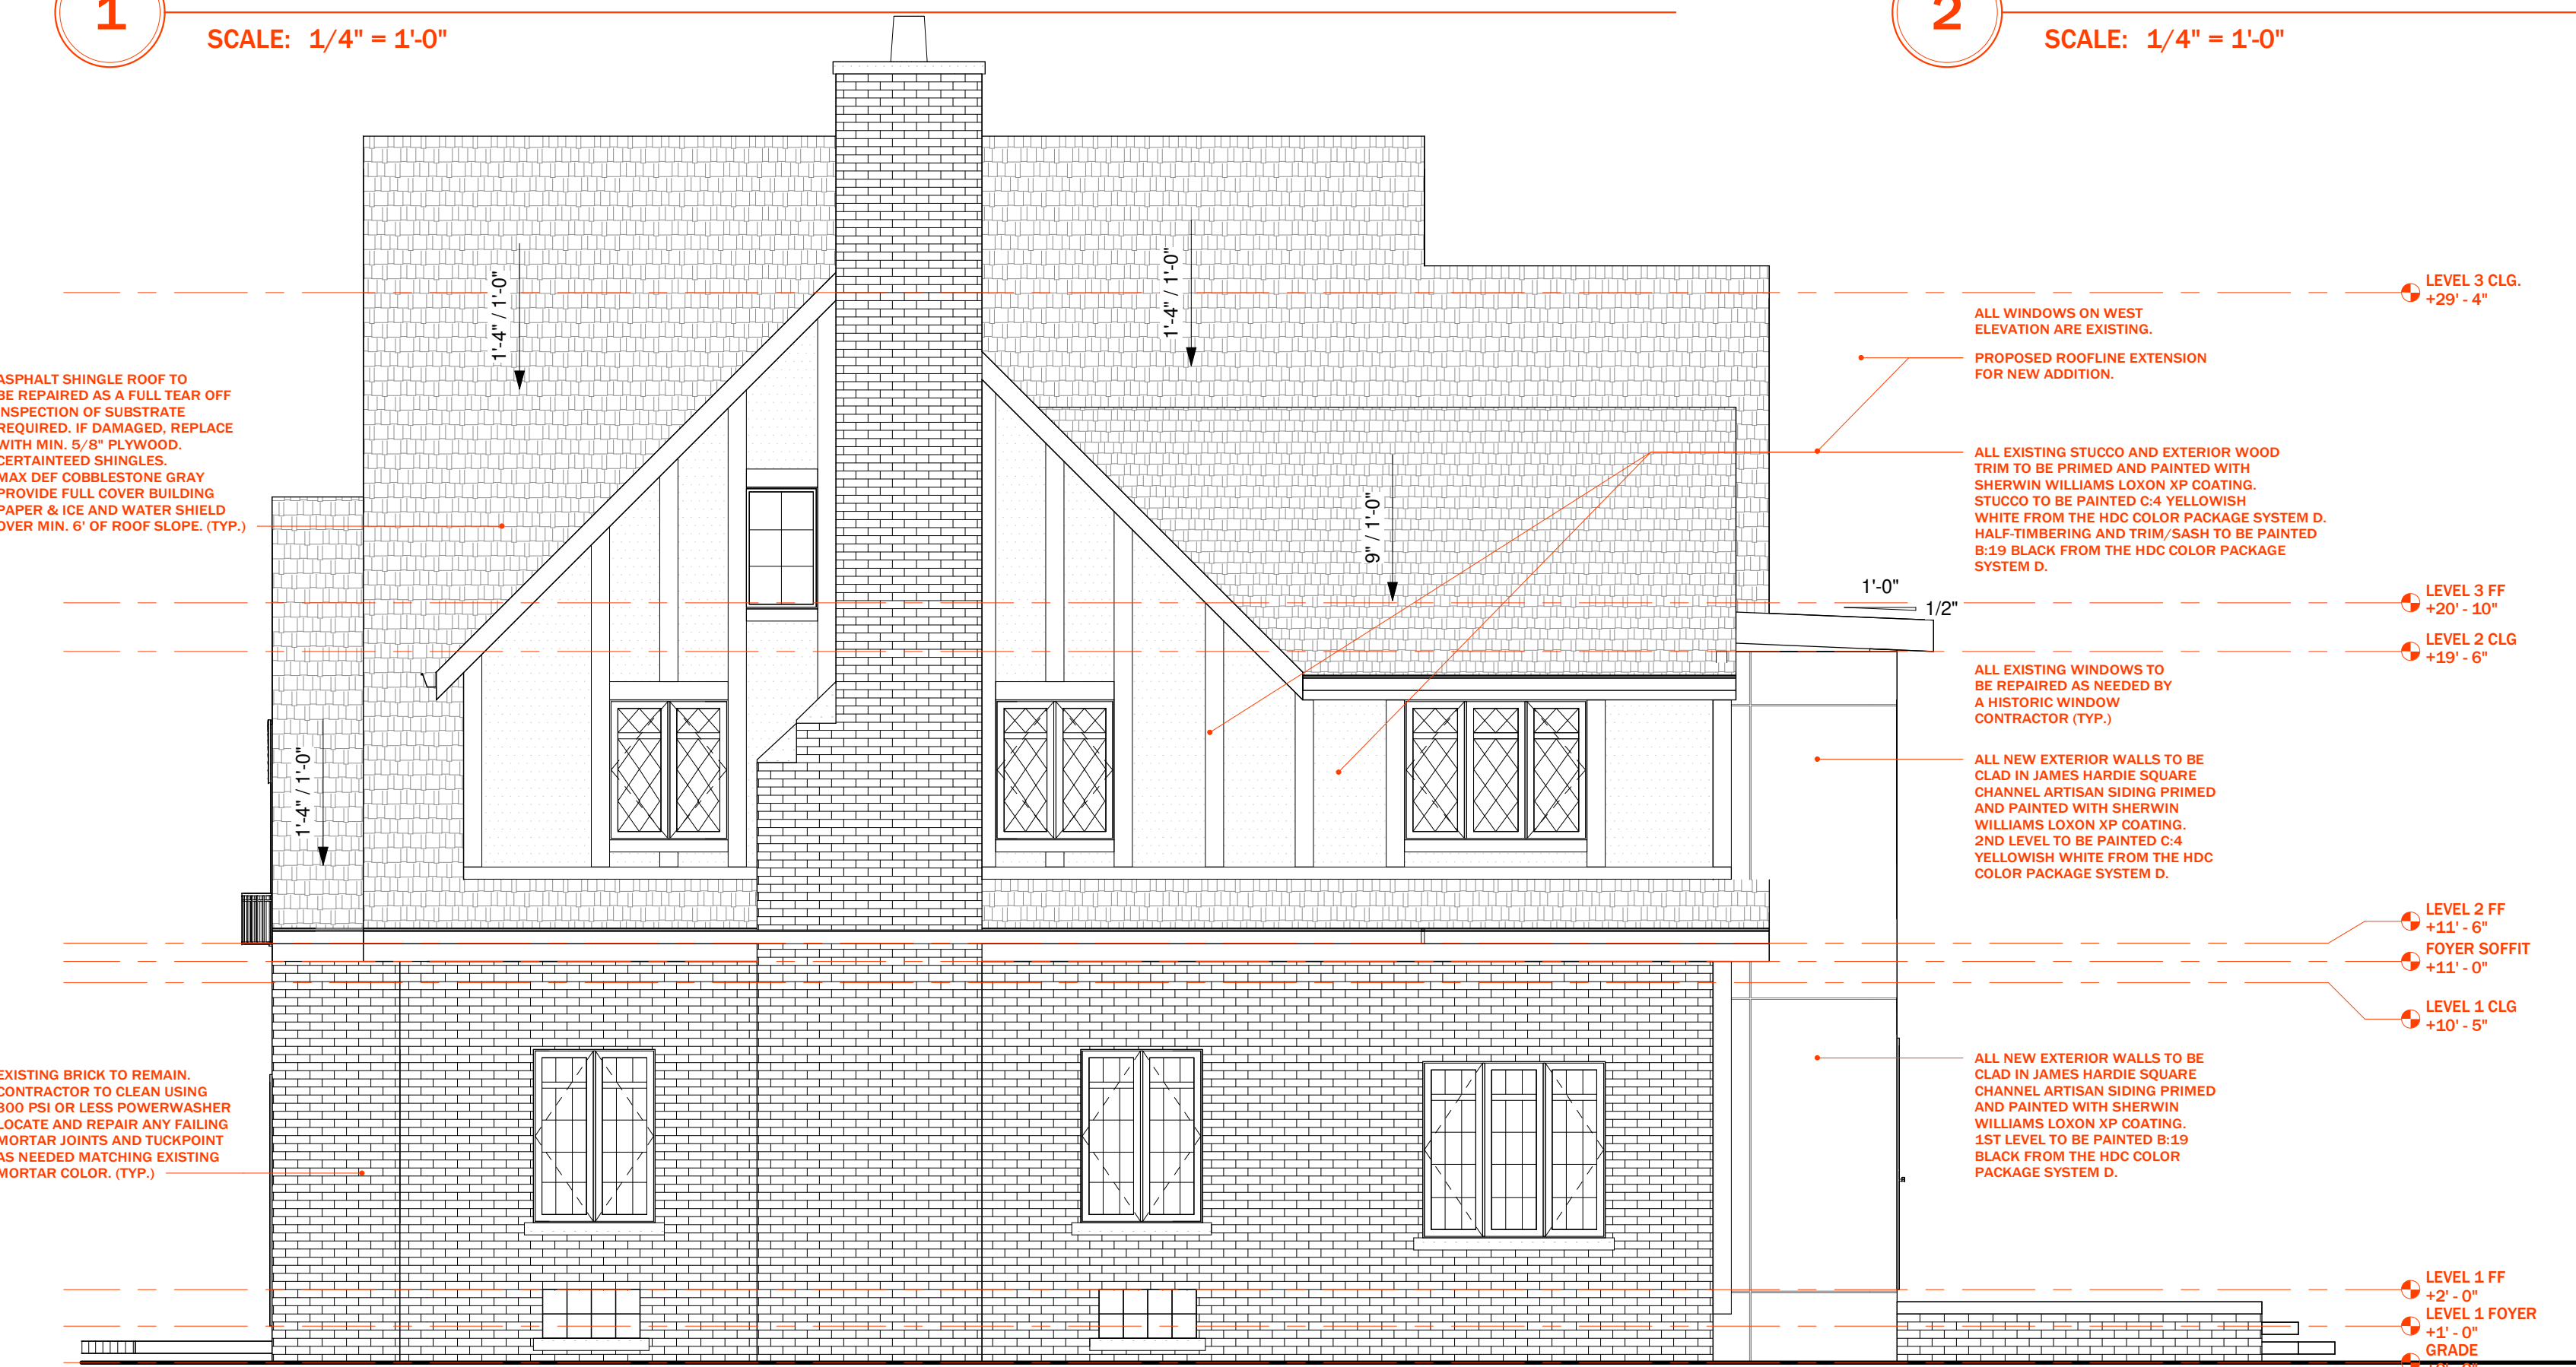 1
SCALE: 1/4" = 1'-0"
2
SCALE: 1/4" = 1'-0"
1'-4" / 1'-0"
1'-4" / 1'-0"
9" / 1'-0"
1'-4" / 1'-0"
1'-0"
1/2"
ASPHALT SHINGLE ROOF TO
BE REPAIRED AS A FULL TEAR OFF
INSPECTION OF SUBSTRATE
REQUIRED. IF DAMAGED, REPLACE
WITH MIN. 5/8" PLYWOOD.
CERTAINTEED SHINGLES.
MAX DEF COBBLESTONE GRAY
PROVIDE FULL COVER BUILDING
PAPER & ICE AND WATER SHIELD
OVER MIN. 6' OF ROOF SLOPE. (TYP.)
EXISTING BRICK TO REMAIN.
CONTRACTOR TO CLEAN USING
300 PSI OR LESS POWERWASHER
LOCATE AND REPAIR ANY FAILING
MORTAR JOINTS AND TUCKPOINT
AS NEEDED MATCHING EXISTING
MORTAR COLOR. (TYP.)
ALL WINDOWS ON WEST
ELEVATION ARE EXISTING.
PROPOSED ROOFLINE EXTENSION
FOR NEW ADDITION.
ALL EXISTING STUCCO AND EXTERIOR WOOD
TRIM TO BE PRIMED AND PAINTED WITH
SHERWIN WILLIAMS LOXON XP COATING.
STUCCO TO BE PAINTED C:4 YELLOWISH
WHITE FROM THE HDC COLOR PACKAGE SYSTEM D.
HALF-TIMBERING AND TRIM/SASH TO BE PAINTED
B:19 BLACK FROM THE HDC COLOR PACKAGE
SYSTEM D.
ALL EXISTING WINDOWS TO
BE REPAIRED AS NEEDED BY
A HISTORIC WINDOW
CONTRACTOR (TYP.)
ALL NEW EXTERIOR WALLS TO BE
CLAD IN JAMES HARDIE SQUARE
CHANNEL ARTISAN SIDING PRIMED
AND PAINTED WITH SHERWIN
WILLIAMS LOXON XP COATING.
2ND LEVEL TO BE PAINTED C:4
YELLOWISH WHITE FROM THE HDC
COLOR PACKAGE SYSTEM D.
ALL NEW EXTERIOR WALLS TO BE
CLAD IN JAMES HARDIE SQUARE
CHANNEL ARTISAN SIDING PRIMED
AND PAINTED WITH SHERWIN
WILLIAMS LOXON XP COATING.
1ST LEVEL TO BE PAINTED B:19
BLACK FROM THE HDC COLOR
PACKAGE SYSTEM D.
LEVEL 3 CLG.
+29' - 4"
LEVEL 3 FF
+20' - 10"
LEVEL 2 CLG
+19' - 6"
LEVEL 2 FF
+11' - 6"
FOYER SOFFIT
+11' - 0"
LEVEL 1 CLG
+10' - 5"
LEVEL 1 FF
+2' - 0"
LEVEL 1 FOYER
+1' - 0"
GRADE